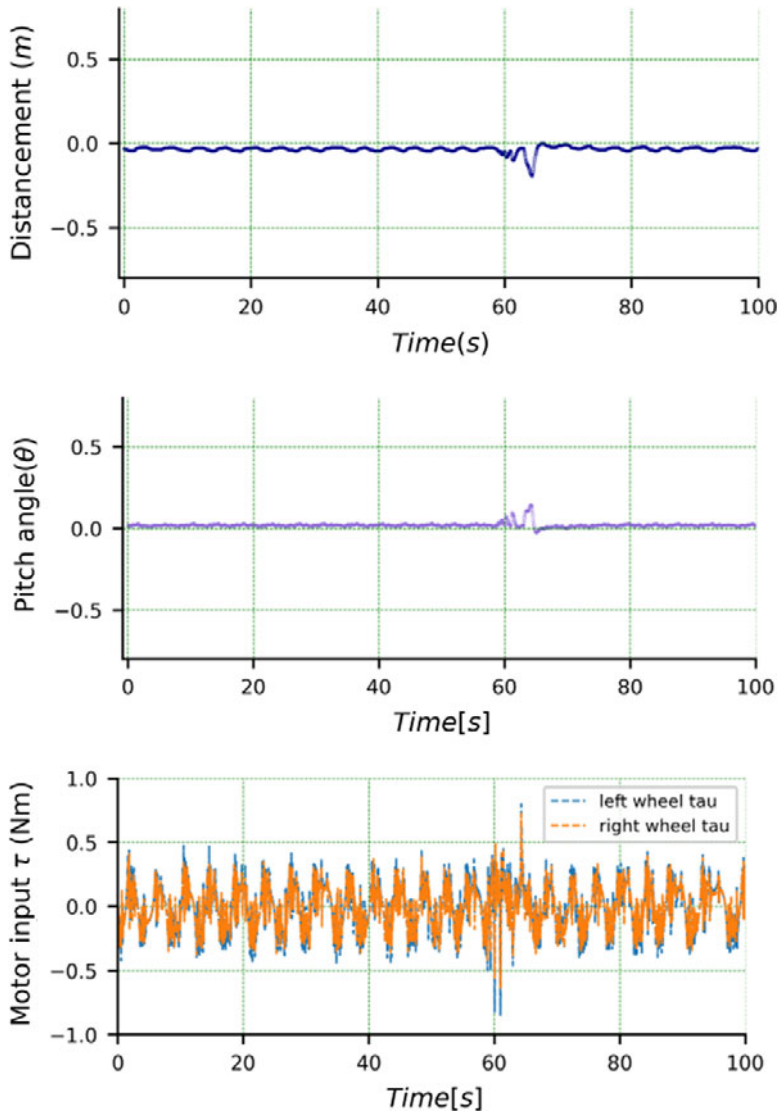 Distancement (m)
0.5
0.0
−0.5
0 20 40 60 80 100
Time(s)
Pitch angle(θ)
0.5
0.0
−0.5
0 20 40 60 80 100
Time[s]
Motor input τ (Nm)
1.0
0.5
0.0
−0.5
−1.0
left wheel tau
right wheel tau
0 20 40 60 80 100
Time[s]